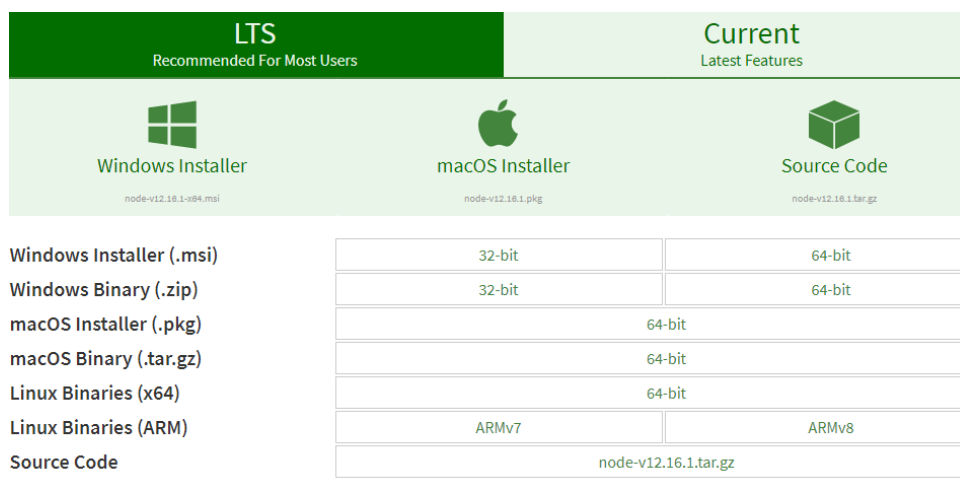 LTS
Recommended For Most Users
Current
Latest Features
Windows Installer
node-v12.16.1-x64.msi
macOS Installer
node-v12.16.1.pkg
Source Code
node-v12.16.1.tar.gz
Windows Installer (.msi) 32-bit 64-bit
Windows Binary (.zip) 32-bit 64-bit
macOS Installer (.pkg) 64-bit
macOS Binary (.tar.gz) 64-bit
Linux Binaries (x64) 64-bit
Linux Binaries (ARM) ARMv7 ARMv8
Source Code node-v12.16.1.tar.gz